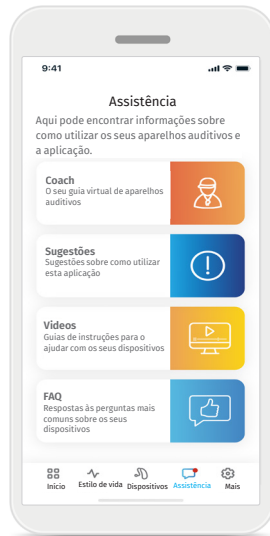 9:41
Assistência
Aqui pode encontrar informações sobre
como utilizar os seus aparelhos auditivos e
a aplicação.
Coach
O seu guia virtual de aparelhos
auditivos
Sugestões
Sugestões sobre como utilizar
esta aplicação
Vídeos
Guias de instruções para o
ajudar com os seus dispositivos
FAQ
Respostas às perguntas mais
comuns sobre os seus
dispositivos
Início Estilo de vida Dispositivos Assistência Mais